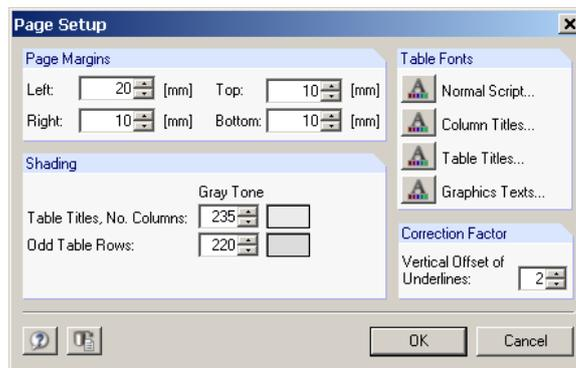 Page Setup
Page Margins
Left: 20 [mm] Top: 10 [mm]
Right: 10 [mm] Bottom: 10 [mm]
Shading
Gray Tone
Table Titles, No. Columns: 235
Odd Table Rows: 220
Table Fonts
Normal Script...
Column Titles...
Table Titles...
Graphics Texts...
Correction Factor
Vertical Offset of
Underlines: 2
OK Cancel